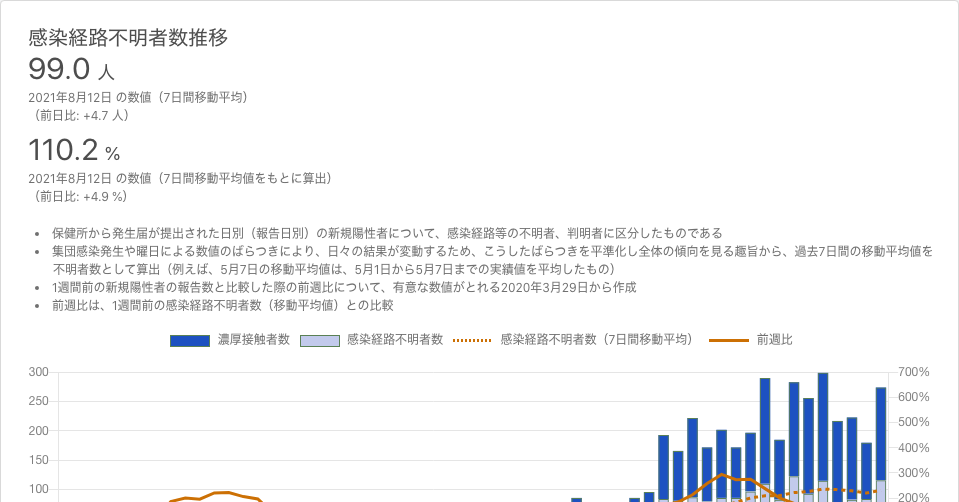 感染経路不明者数推移
99.0 人
2021年8月12日 の数値（7日間移動平均）
（前日比: +4.7 人）
110.2 %
2021年8月12日 の数値（7日間移動平均値をもとに算出）
（前日比: +4.9 %）
• 保健所から発生届が提出された日別（報告日別）の新規陽性者について、感染経路等の不明者、判明者に区分したものである
• 集団感染発生や曜日による数値のばらつきにより、日々の結果が変動するため、こうしたばらつきを平準化し全体の傾向を見る趣旨から、過去7日間の移動平均値を
不明者数として算出（例えば、5月7日の移動平均値は、5月1日から5月7日までの実績値を平均したもの）
• 1週間前の新規陽性者の報告数と比較した際の前週比について、有意な数値がとれる2020年3月29日から作成
• 前週比は、1週間前の感染経路不明者数（移動平均値）との比較
濃厚接触者数 感染経路不明者数 感染経路不明者数（7日間移動平均） 前週比
300 700%
600%
250
500%
200
400%
150
300%
100
200%